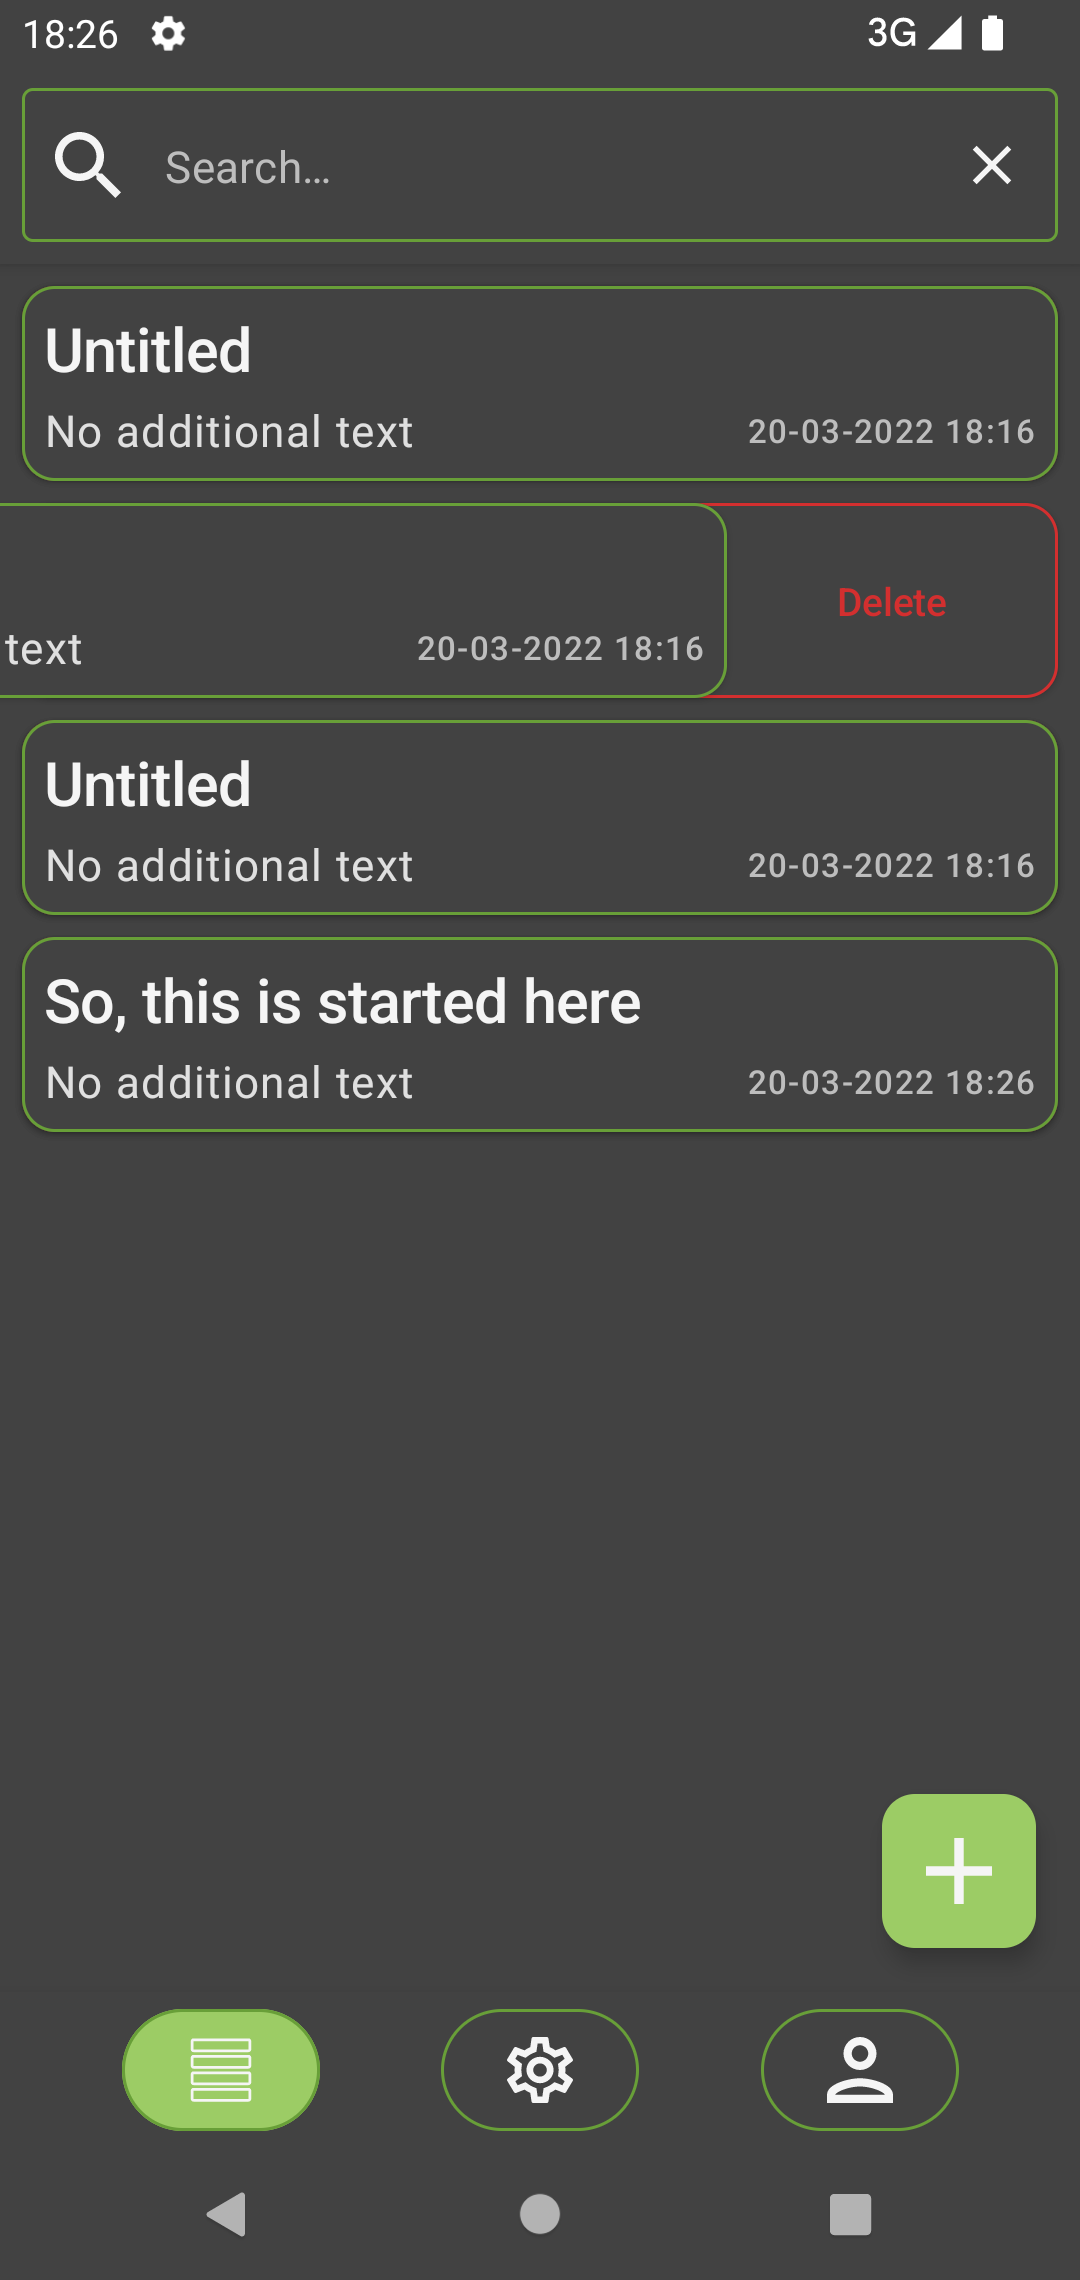 18:26 3G
Search...
Untitled
No additional text 20-03-2022 18:16
Delete
text 20-03-2022 18:16
Untitled
No additional text 20-03-2022 18:16
So, this is started here
No additional text 20-03-2022 18:26